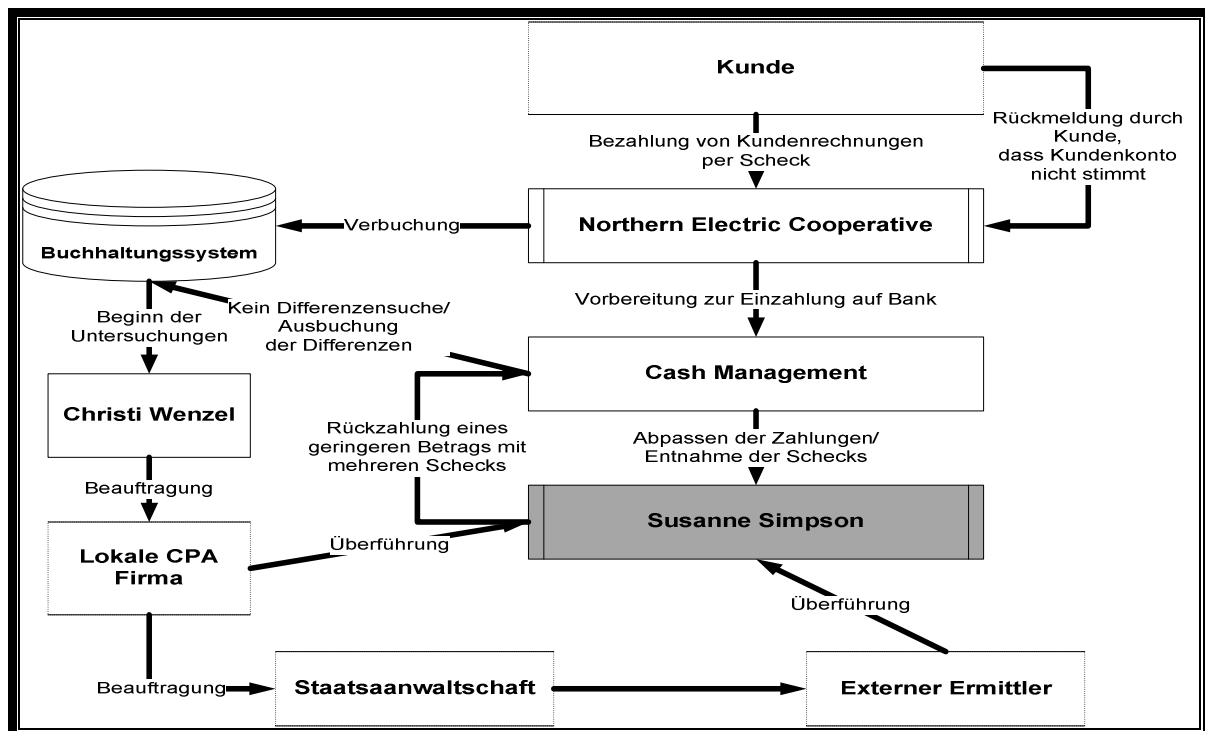 Kunde
Bezahlung von Kundenrechnungen
per Scheck
Rückmeldung durch
Kunde,
dass Kundenkonto
nicht stimmt
Northern Electric Cooperative
Verbuchung
Buchhaltungssystem
Vorbereitung zur Einzahlung auf Bank
Kein Differenzensuche/
Ausbuchung
der Differenzen
Beginn der
Untersuchungen
Cash Management
Christi Wenzel
Rückzahlung eines
geringeren Betrags mit
mehreren Schecks
Abpassen der Zahlungen/
Entnahme der Schecks
Beauftragung
Susanne Simpson
Lokale CPA
Firma
Überführung
Überführung
Beauftragung
Staatsaanwaltschaft
Externer Ermittler